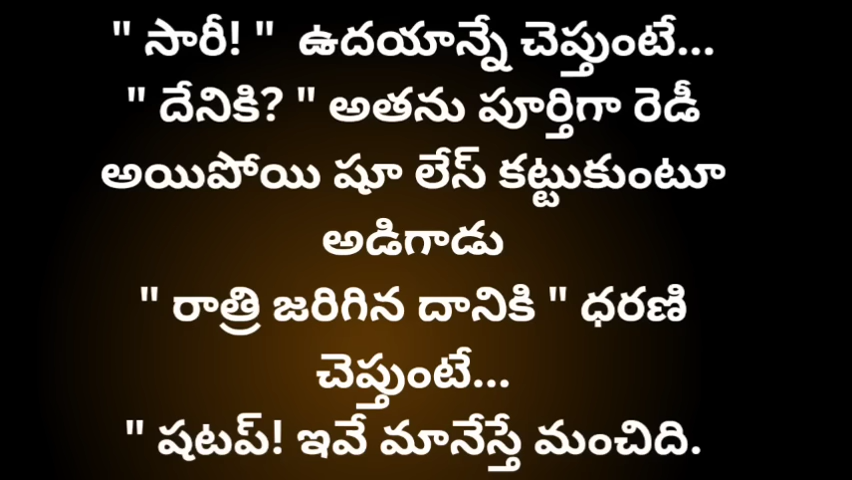 " సారీ! " ఉదయాన్నే చెప్తుంటే...
" దేనికి? " అతను పూర్తిగా రెడీ
అయిపోయి షూ లేస్ కట్టుకుంటూ
అడిగాడు
" రాత్రి జరిగిన దానికి " ధరణి
చెప్తుంటే...
" షటప్! ఇవే మానేస్తే మంచిది.